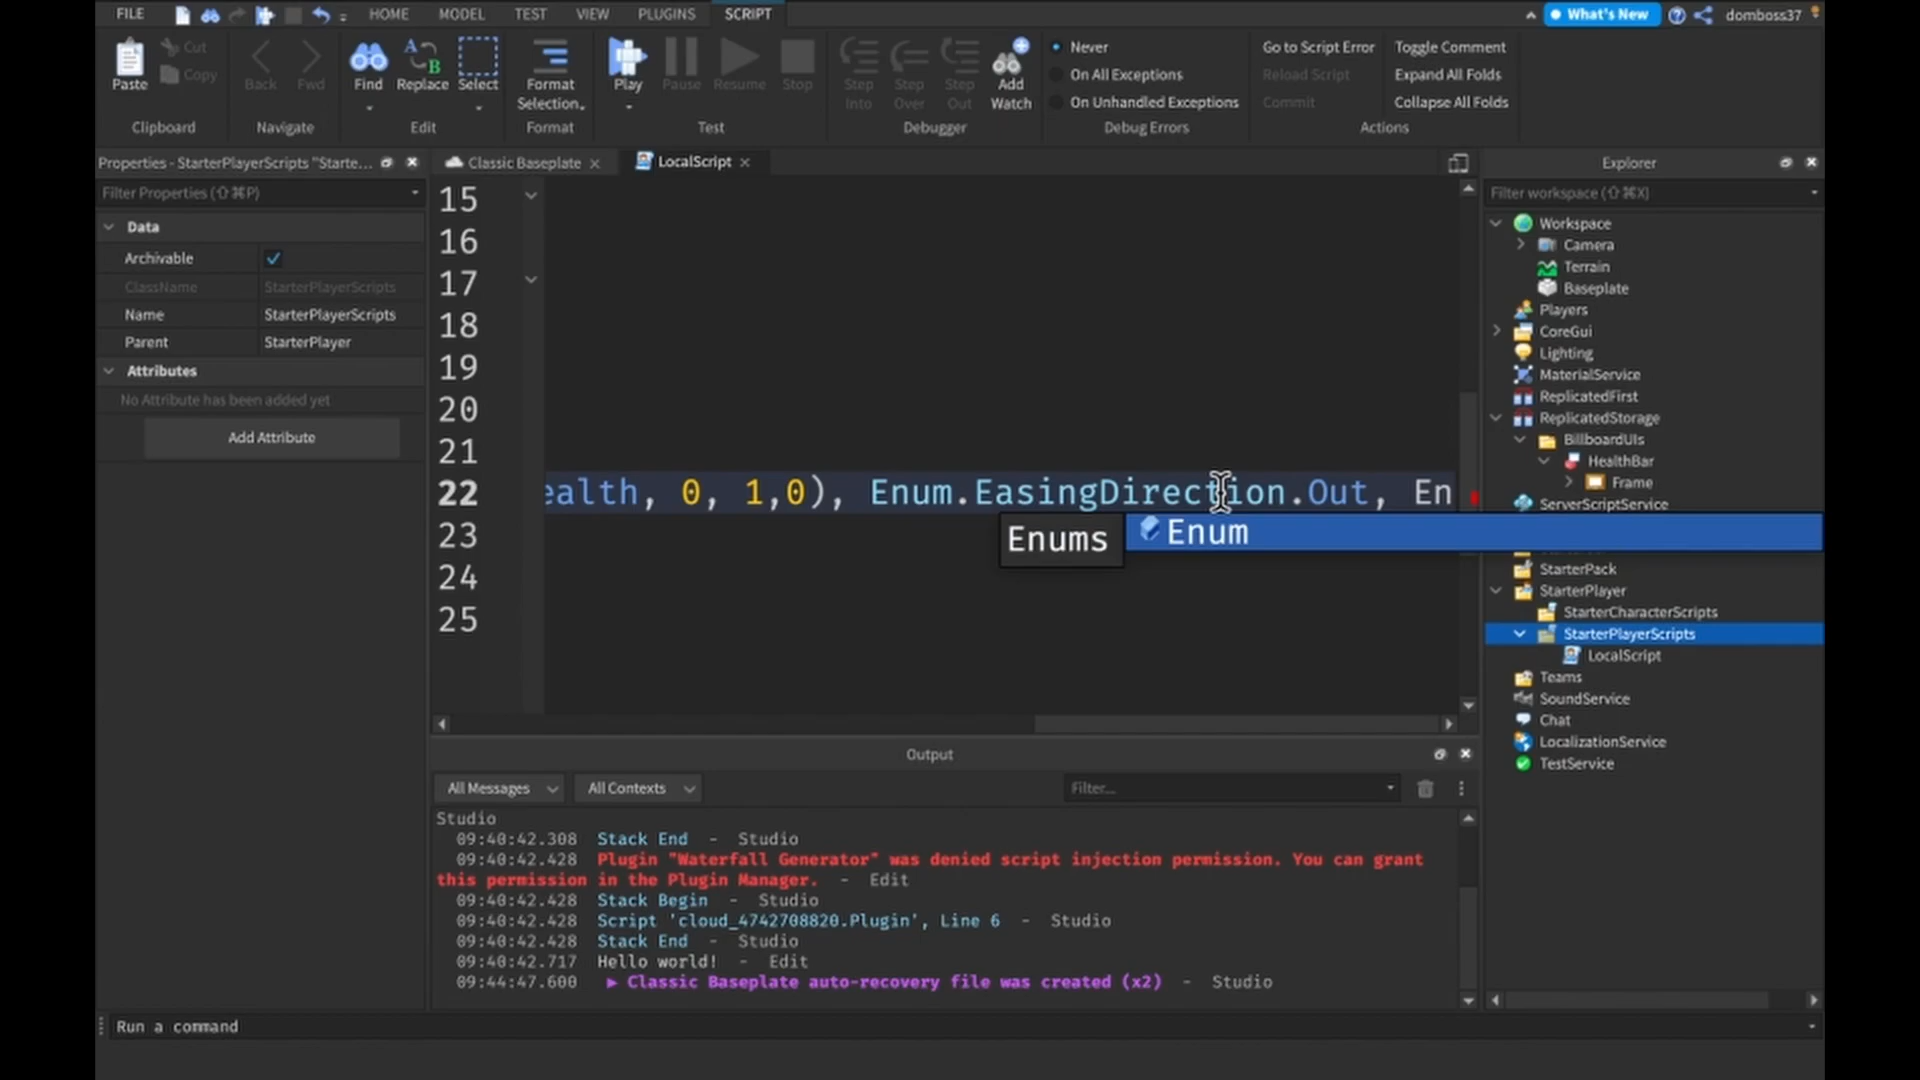 FILE HOME MODEL TEST VIEW PLUGINS SCRIPT What's New domboss37
Paste Cut Copy Back Fwd Find Replace Select Format Selection Play Pause Resume Stop Step Into Step Over Step Out Add Watch
Never
On All Exceptions
On Unhandled Exceptions
Go to Script Error
Reload Script
Commit
Toggle Comment
Expand All Folds
Collapse All Folds
Clipboard Navigate Edit Format Test Debugger Debug Errors Actions
Properties - StarterPlayerScripts "Starte...
Filter Properties (⇧⌘P)
Data
Archivable
ClassName StarterPlayerScripts
Name StarterPlayerScripts
Parent StarterPlayer
Attributes
No Attribute has been added yet
Add Attribute
Classic Baseplate LocalScript
15
16
17
18
19
20
21
22 ealth, 0, 1,0), Enum.EasingDirection.Out, En
Enums Enum
23
24
25
Output
All Messages All Contexts Filter...
Studio
09:40:42.308 Stack End - Studio
09:40:42.428 Plugin "Waterfall Generator" was denied script injection permission. You can grant
this permission in the Plugin Manager. - Edit
09:40:42.428 Stack Begin - Studio
09:40:42.428 Script 'cloud_4742708820.Plugin', Line 6 - Studio
09:40:42.428 Stack End - Studio
09:40:42.717 Hello world! - Edit
09:44:47.600 ▶ Classic Baseplate auto-recovery file was created (x2) - Studio
Run a command
Explorer
Filter workspace (⇧⌘X)
Workspace
Camera
Terrain
Baseplate
Players
CoreGui
Lighting
MaterialService
ReplicatedFirst
ReplicatedStorage
BillboardUIs
HealthBar
Frame
ServerScriptService
StarterPack
StarterPlayer
StarterCharacterScripts
StarterPlayerScripts
LocalScript
Teams
SoundService
Chat
LocalizationService
TestService